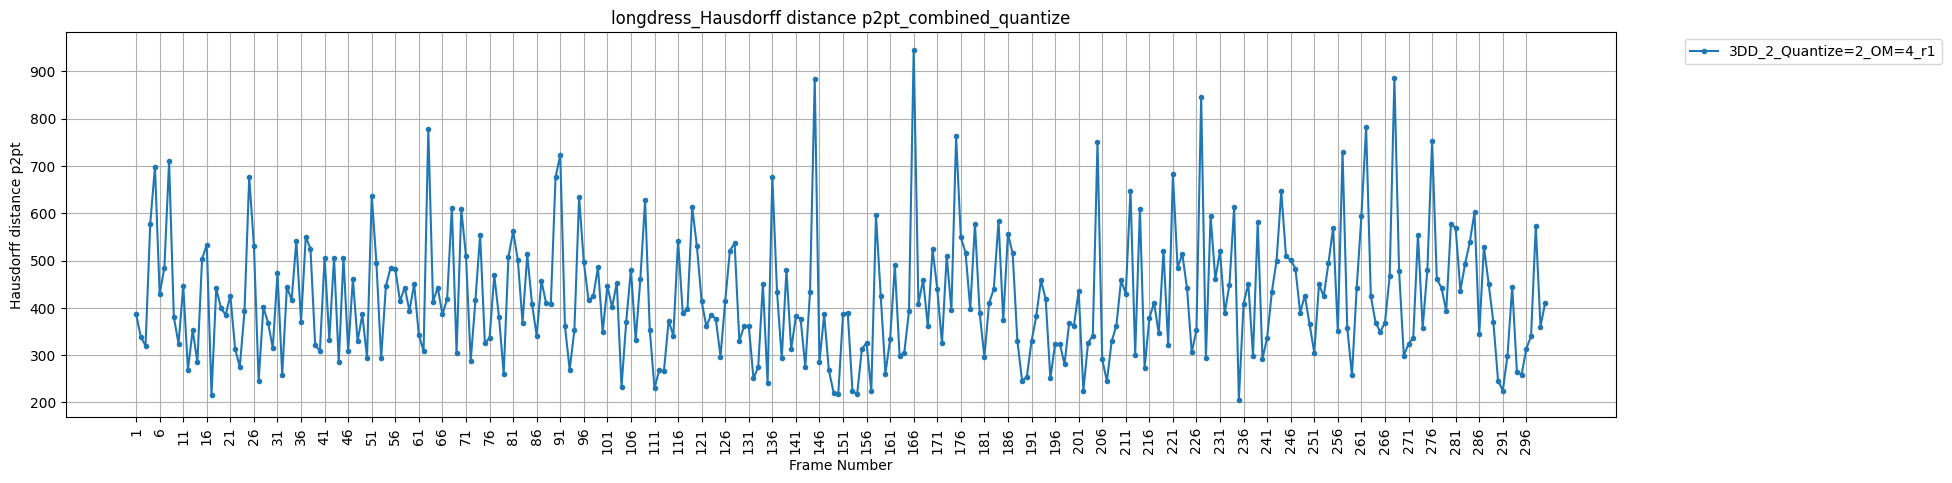 longdress_Hausdorff distance p2pt_combined_quantize
3DD_2_Quantize=2_OM=4_r1
Hausdorff distance p2pt
900
800
700
600
500
400
300
200
1 6 11 16 21 26 31 36 41 46 51 56 61 66 71 76 81 86 91 96 101 106 111 116 121 126 131 136 141 146 151 156 161 166 171 176 181 186 191 196 201 206 211 216 221 226 231 236 241 246 251 256 261 266 271 276 281 286 291 296
Frame Number